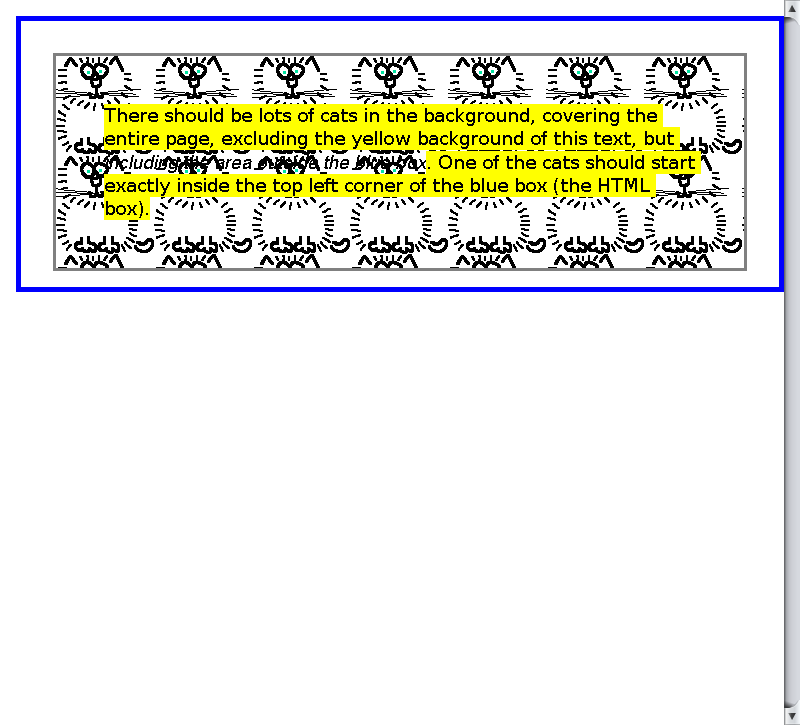 There should be lots of cats in the background, covering the
entire page, excluding the yellow background of this text, but
including the area outside the blue box. One of the cats should start
exactly inside the top left corner of the blue box (the HTML
box).